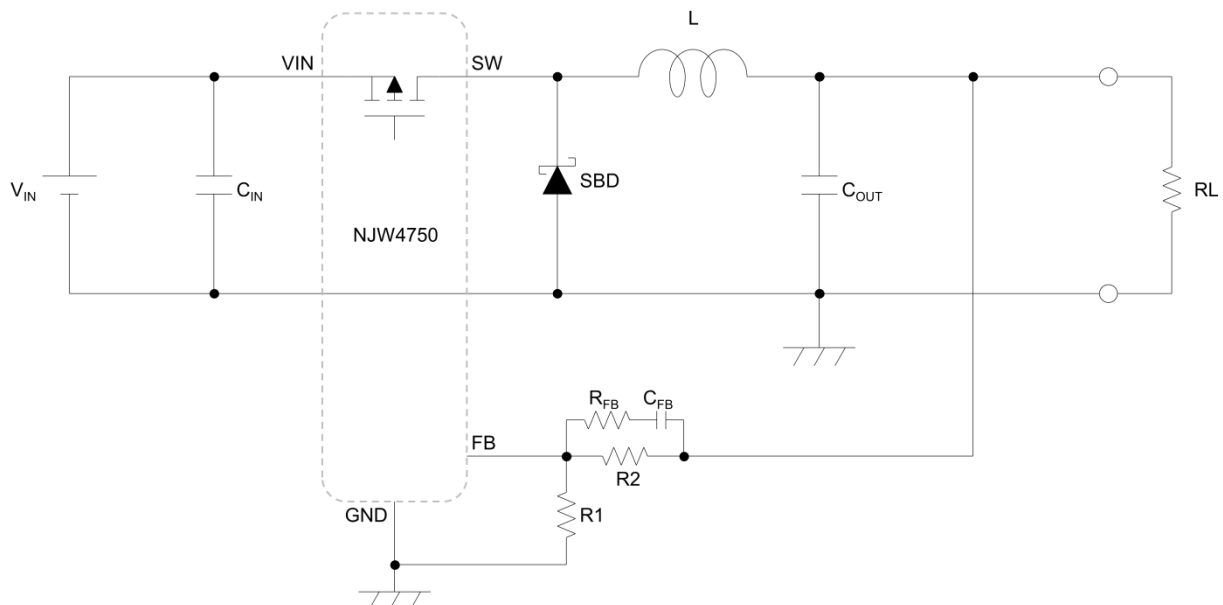 L
VIN
SW
V_IN
C_IN
SBD
C_OUT
RL
NJW4750
R_FB
C_FB
FB
R2
GND
R1